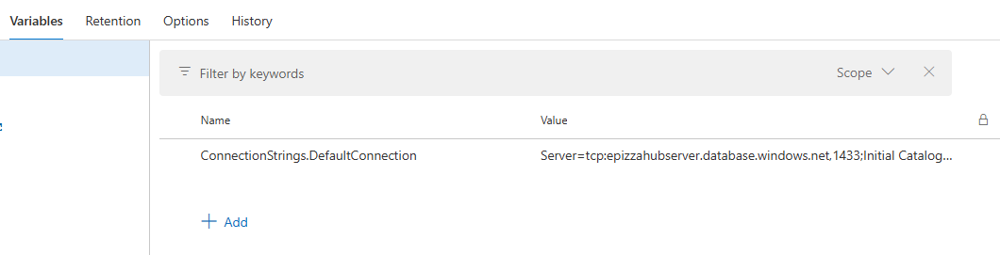 Variables Retention Options History
Filter by keywords Scope
Name Value
ConnectionStrings.DefaultConnection Server=tcp:epizzahubserver.database.windows.net,1433;Initial Catalog...
Add